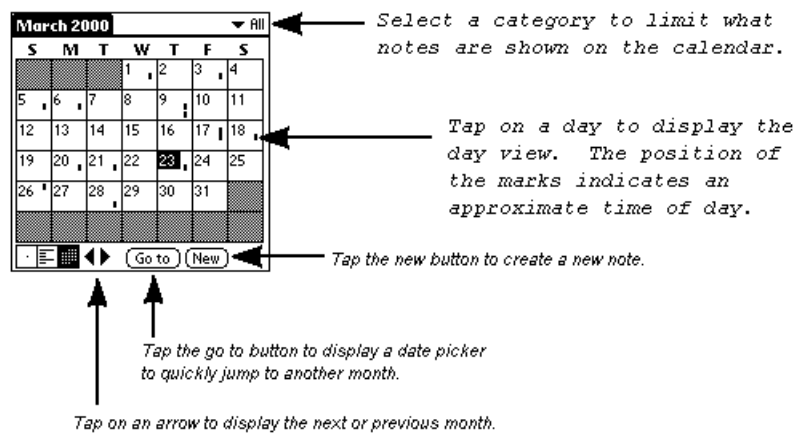 March 2000 All
S M T W T F S
1 2 3 4
5 6 7 8 9 10 11
12 13 14 15 16 17 18
19 20 21 22 23 24 25
26 27 28 29 30 31
Go to New
Select a category to limit what
notes are shown on the calendar.
Tap on a day to display the
day view. The position of
the marks indicates an
approximate time of day.
Tap the new button to create a new note.
Tap the go to button to display a date picker
to quickly jump to another month.
Tap on an arrow to display the next or previous month.